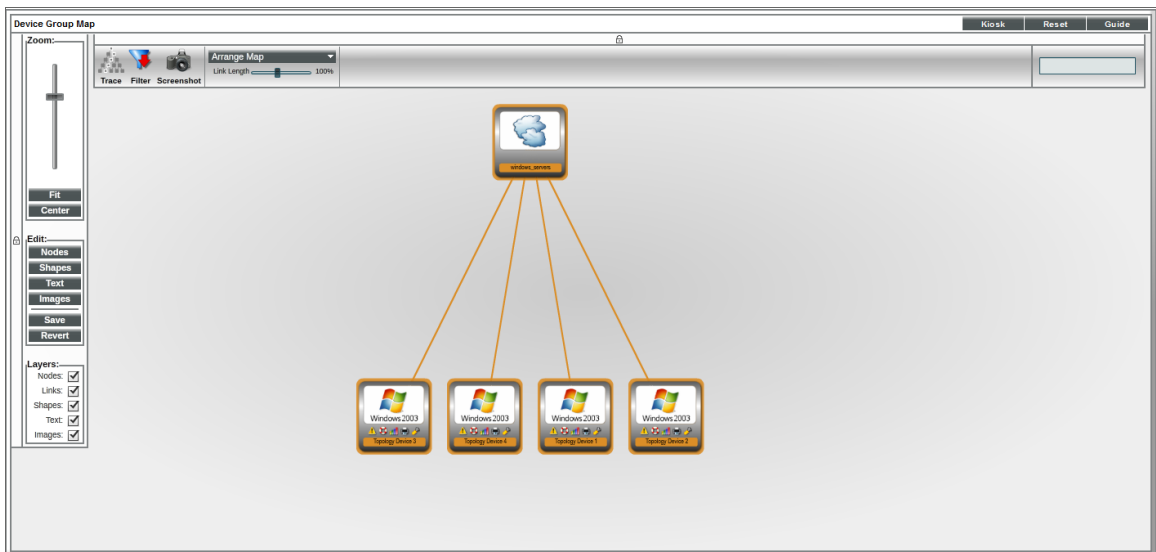 Device Group Map
Kiosk
Reset
Guide
Zoom:
Trace
Filter
Screenshot
Arrange Map
Link Length
100%
Fit
Center
Edit:
Nodes
Shapes
Text
Images
Save
Revert
Layers:
Nodes:
Links:
Shapes:
Text:
Images:
windows_servers
Windows 2003
Topology Device 3
Windows 2003
Topology Device 4
Windows 2003
Topology Device 1
Windows 2003
Topology Device 2